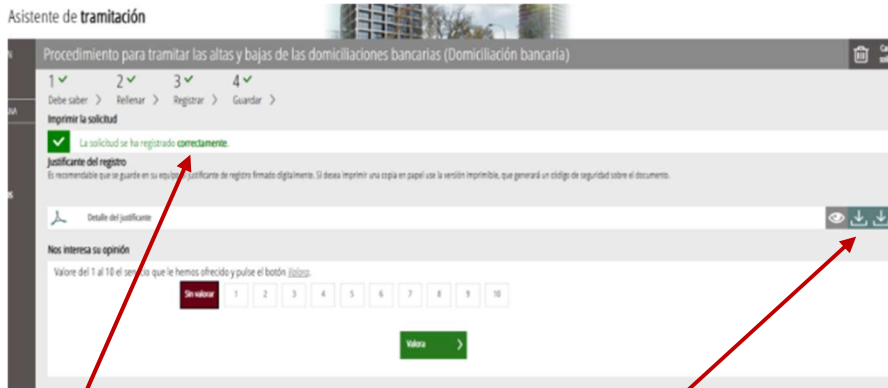 Asistente de tramitación
Procedimiento para tramitar las altas y bajas de las domiciliaciones bancarias (Domiciliación bancaria)
1 2 3 4
Debe saber > Rellenar > Registrar > Guardar >
Imprimir la solicitud
La solicitud se ha registrado correctamente.
Justificante del registro
Es recomendable que se guarde en su equipo el justificante de registro firmado digitalmente. Si desea imprimir una copia en papel use la versión imprimible, que generará un código de seguridad sobre el documento.
Detalle del justificante
Nos interesa su opinión
Valore del 1 al 10 el servicio que le hemos ofrecido y pulse el botón Valora.
Sin valorar 1 2 3 4 5 6 7 8 9 10
Valora >